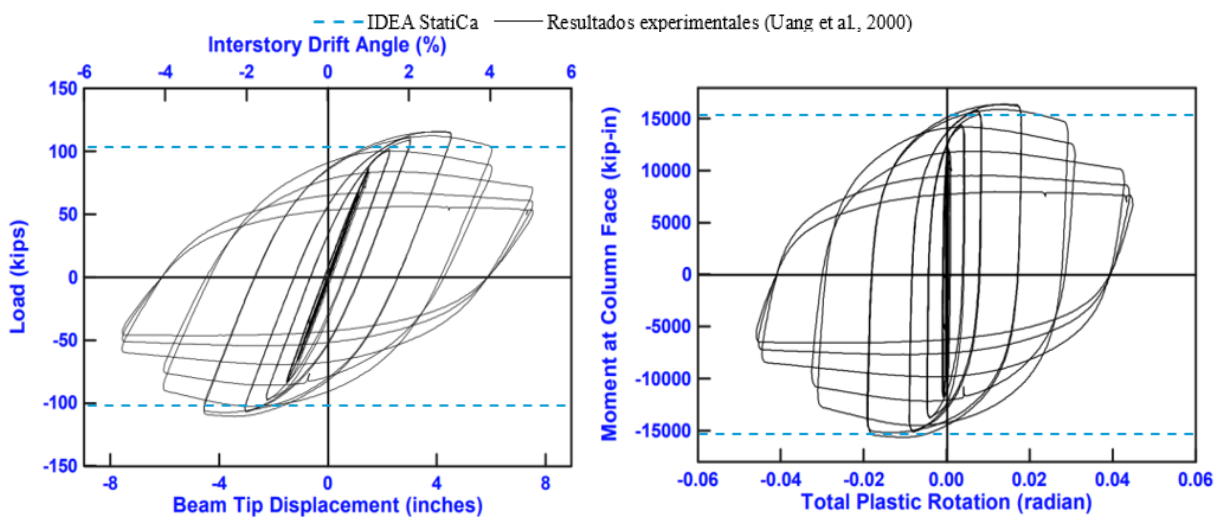 IDEA StatiCa Resultados experimentales (Uang et al., 2000)
Interstory Drift Angle (%)
-6 -4 -2 0 2 4 6
150
100
50
0
-50
-100
-150
Load (kips)
-8 -4 0 4 8
Beam Tip Displacement (inches)
15000
10000
5000
0
-5000
-10000
-15000
Moment at Column Face (kip-in)
-0.06 -0.04 -0.02 0.00 0.02 0.04 0.06
Total Plastic Rotation (radian)